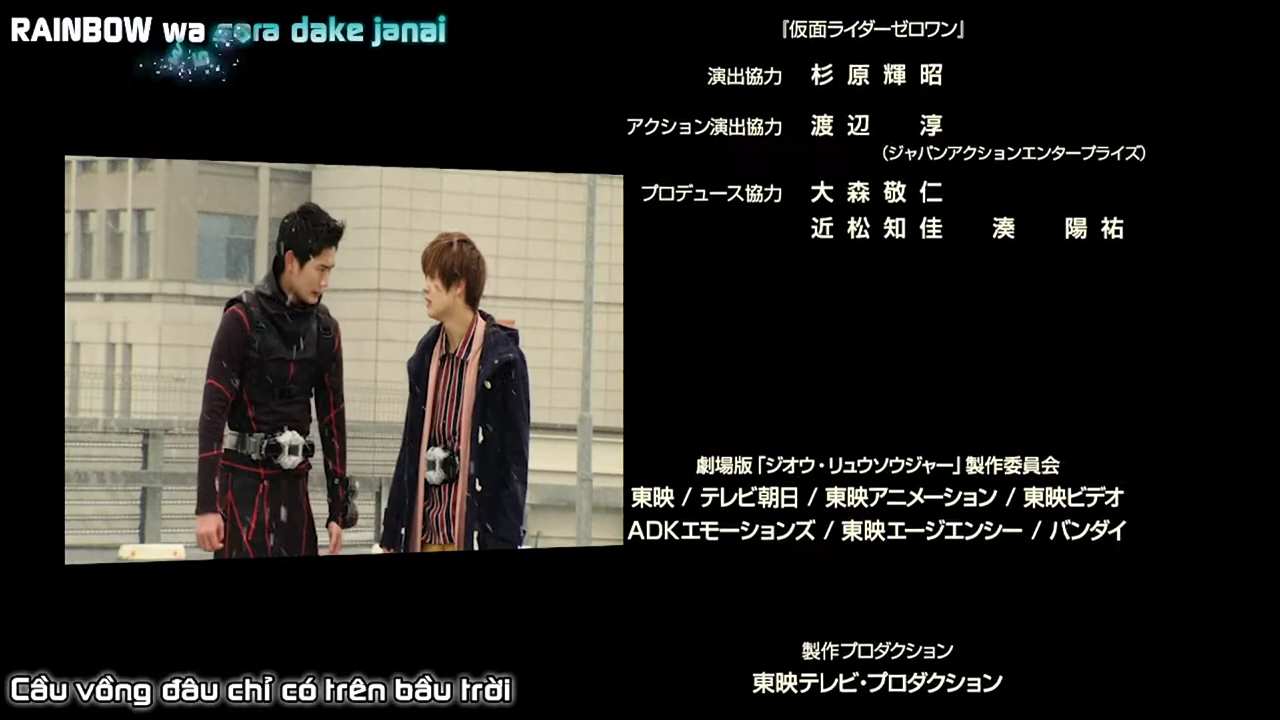 RAINBOW wa sora dake janai
『仮面ライダーゼロワン』
演出協力 杉原輝昭
アクション演出協力 渡辺 淳
(ジャパンアクションエンタープライズ)
プロデュース協力 大森敬仁
近松知佳 湊 陽祐
劇場版「ジオウ・リュウソウジャー」製作委員会
東映 / テレビ朝日 / 東映アニメーション / 東映ビデオ
ADKエモーションズ / 東映エージエンシー / バンダイ
製作プロダクション
東映テレビ・プロダクション
Cầu vồng đâu chỉ có trên bầu trời